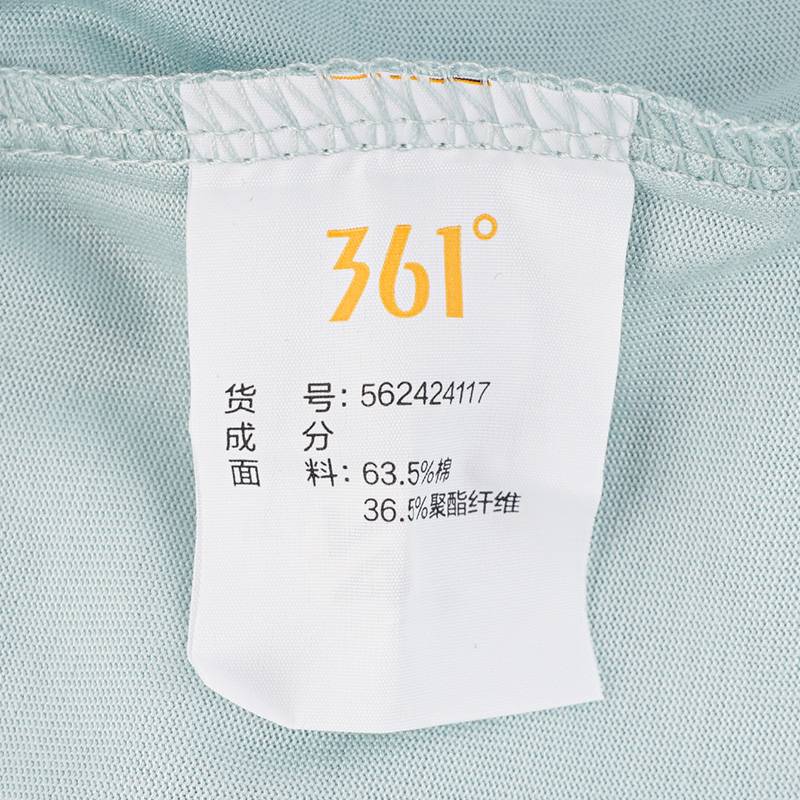 361°
货 号: 562424117
成 分
面 料: 63.5%棉
36.5%聚酯纤维